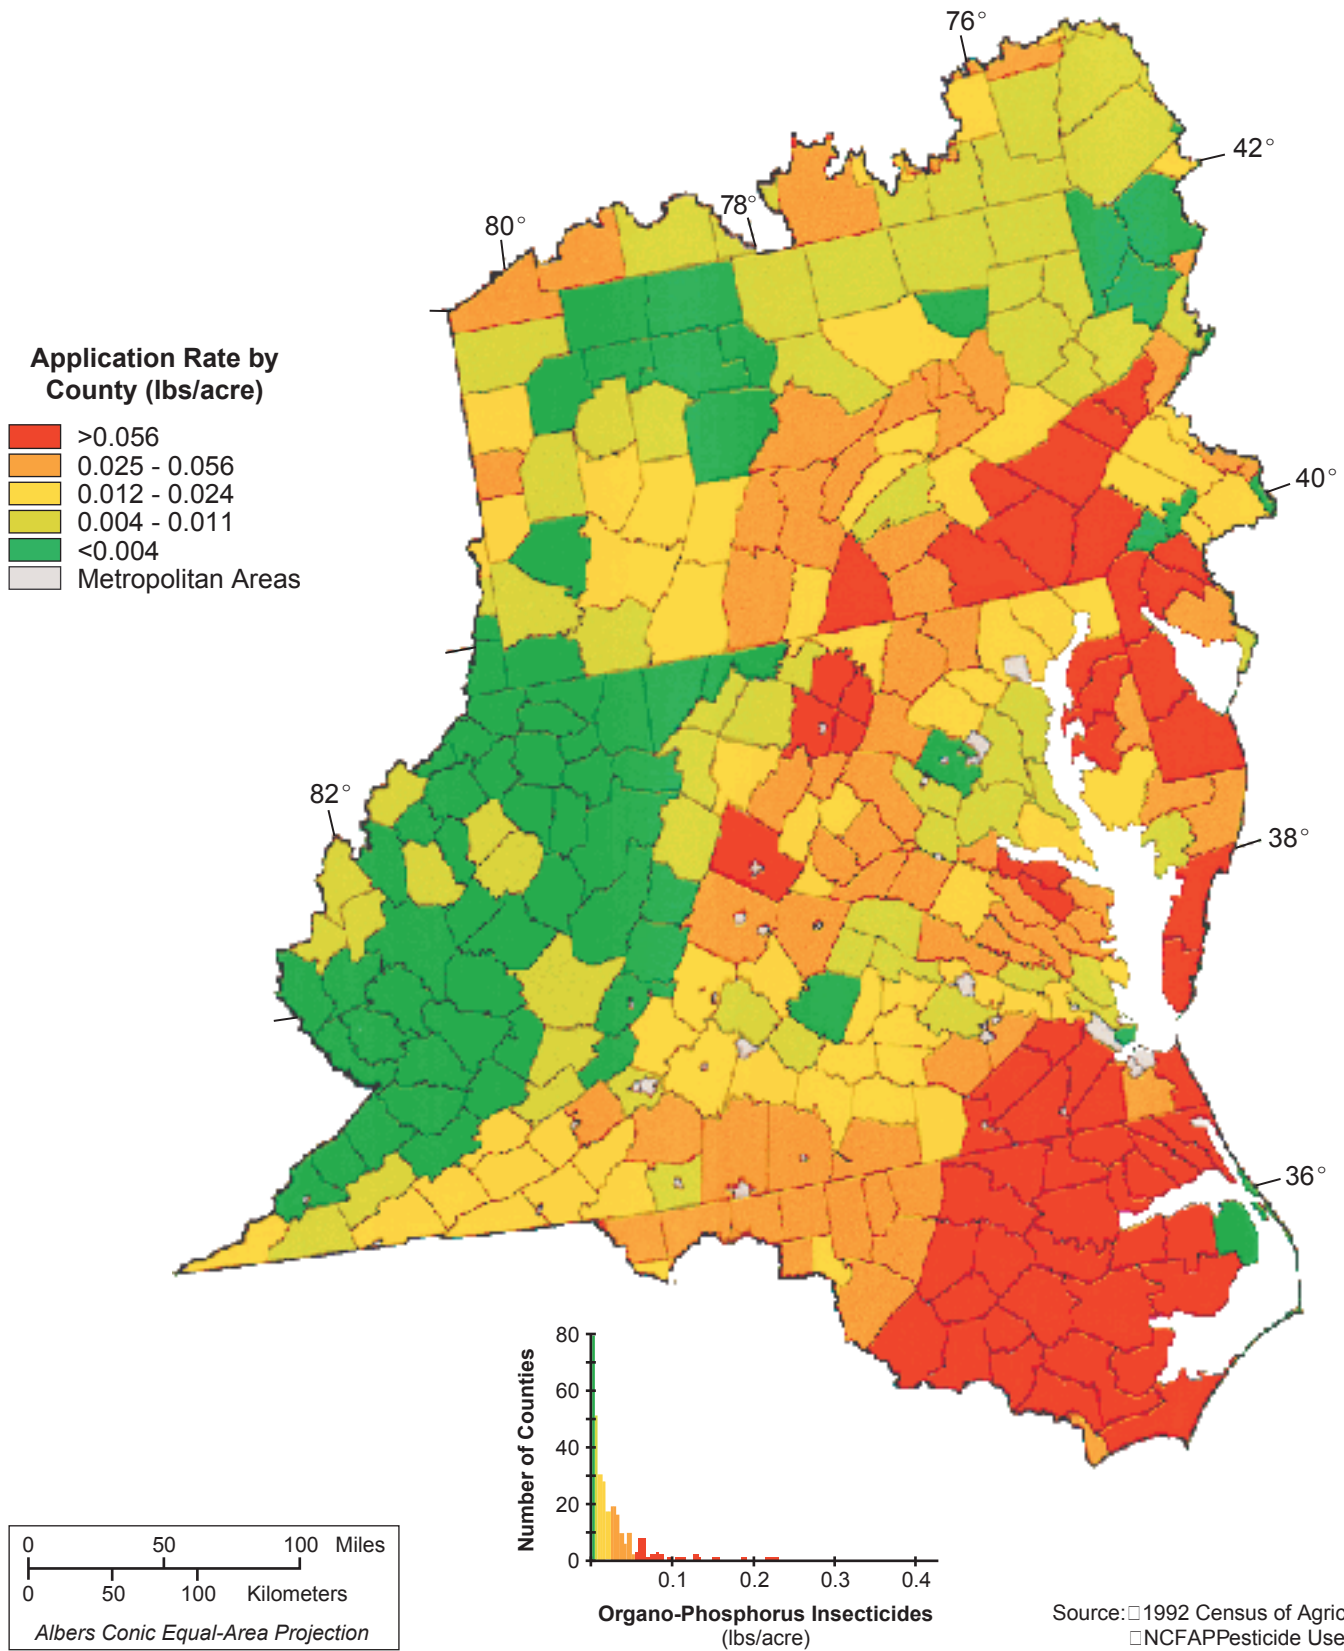 76°
42°
78°
80°
Application Rate by
County (lbs/acre)
>0.056
0.025 - 0.056
0.012 - 0.024
0.004 - 0.011
<0.004
Metropolitan Areas
40°
82°
38°
36°
80
60
40
20
0
Number of Counties
0.1 0.2 0.3 0.4
Organo-Phosphorus Insecticides
(lbs/acre)
0 50 100 Miles
0 50 100 Kilometers
Albers Conic Equal-Area Projection
Source: 1992 Census of Agric
NCFAPPesticide Use